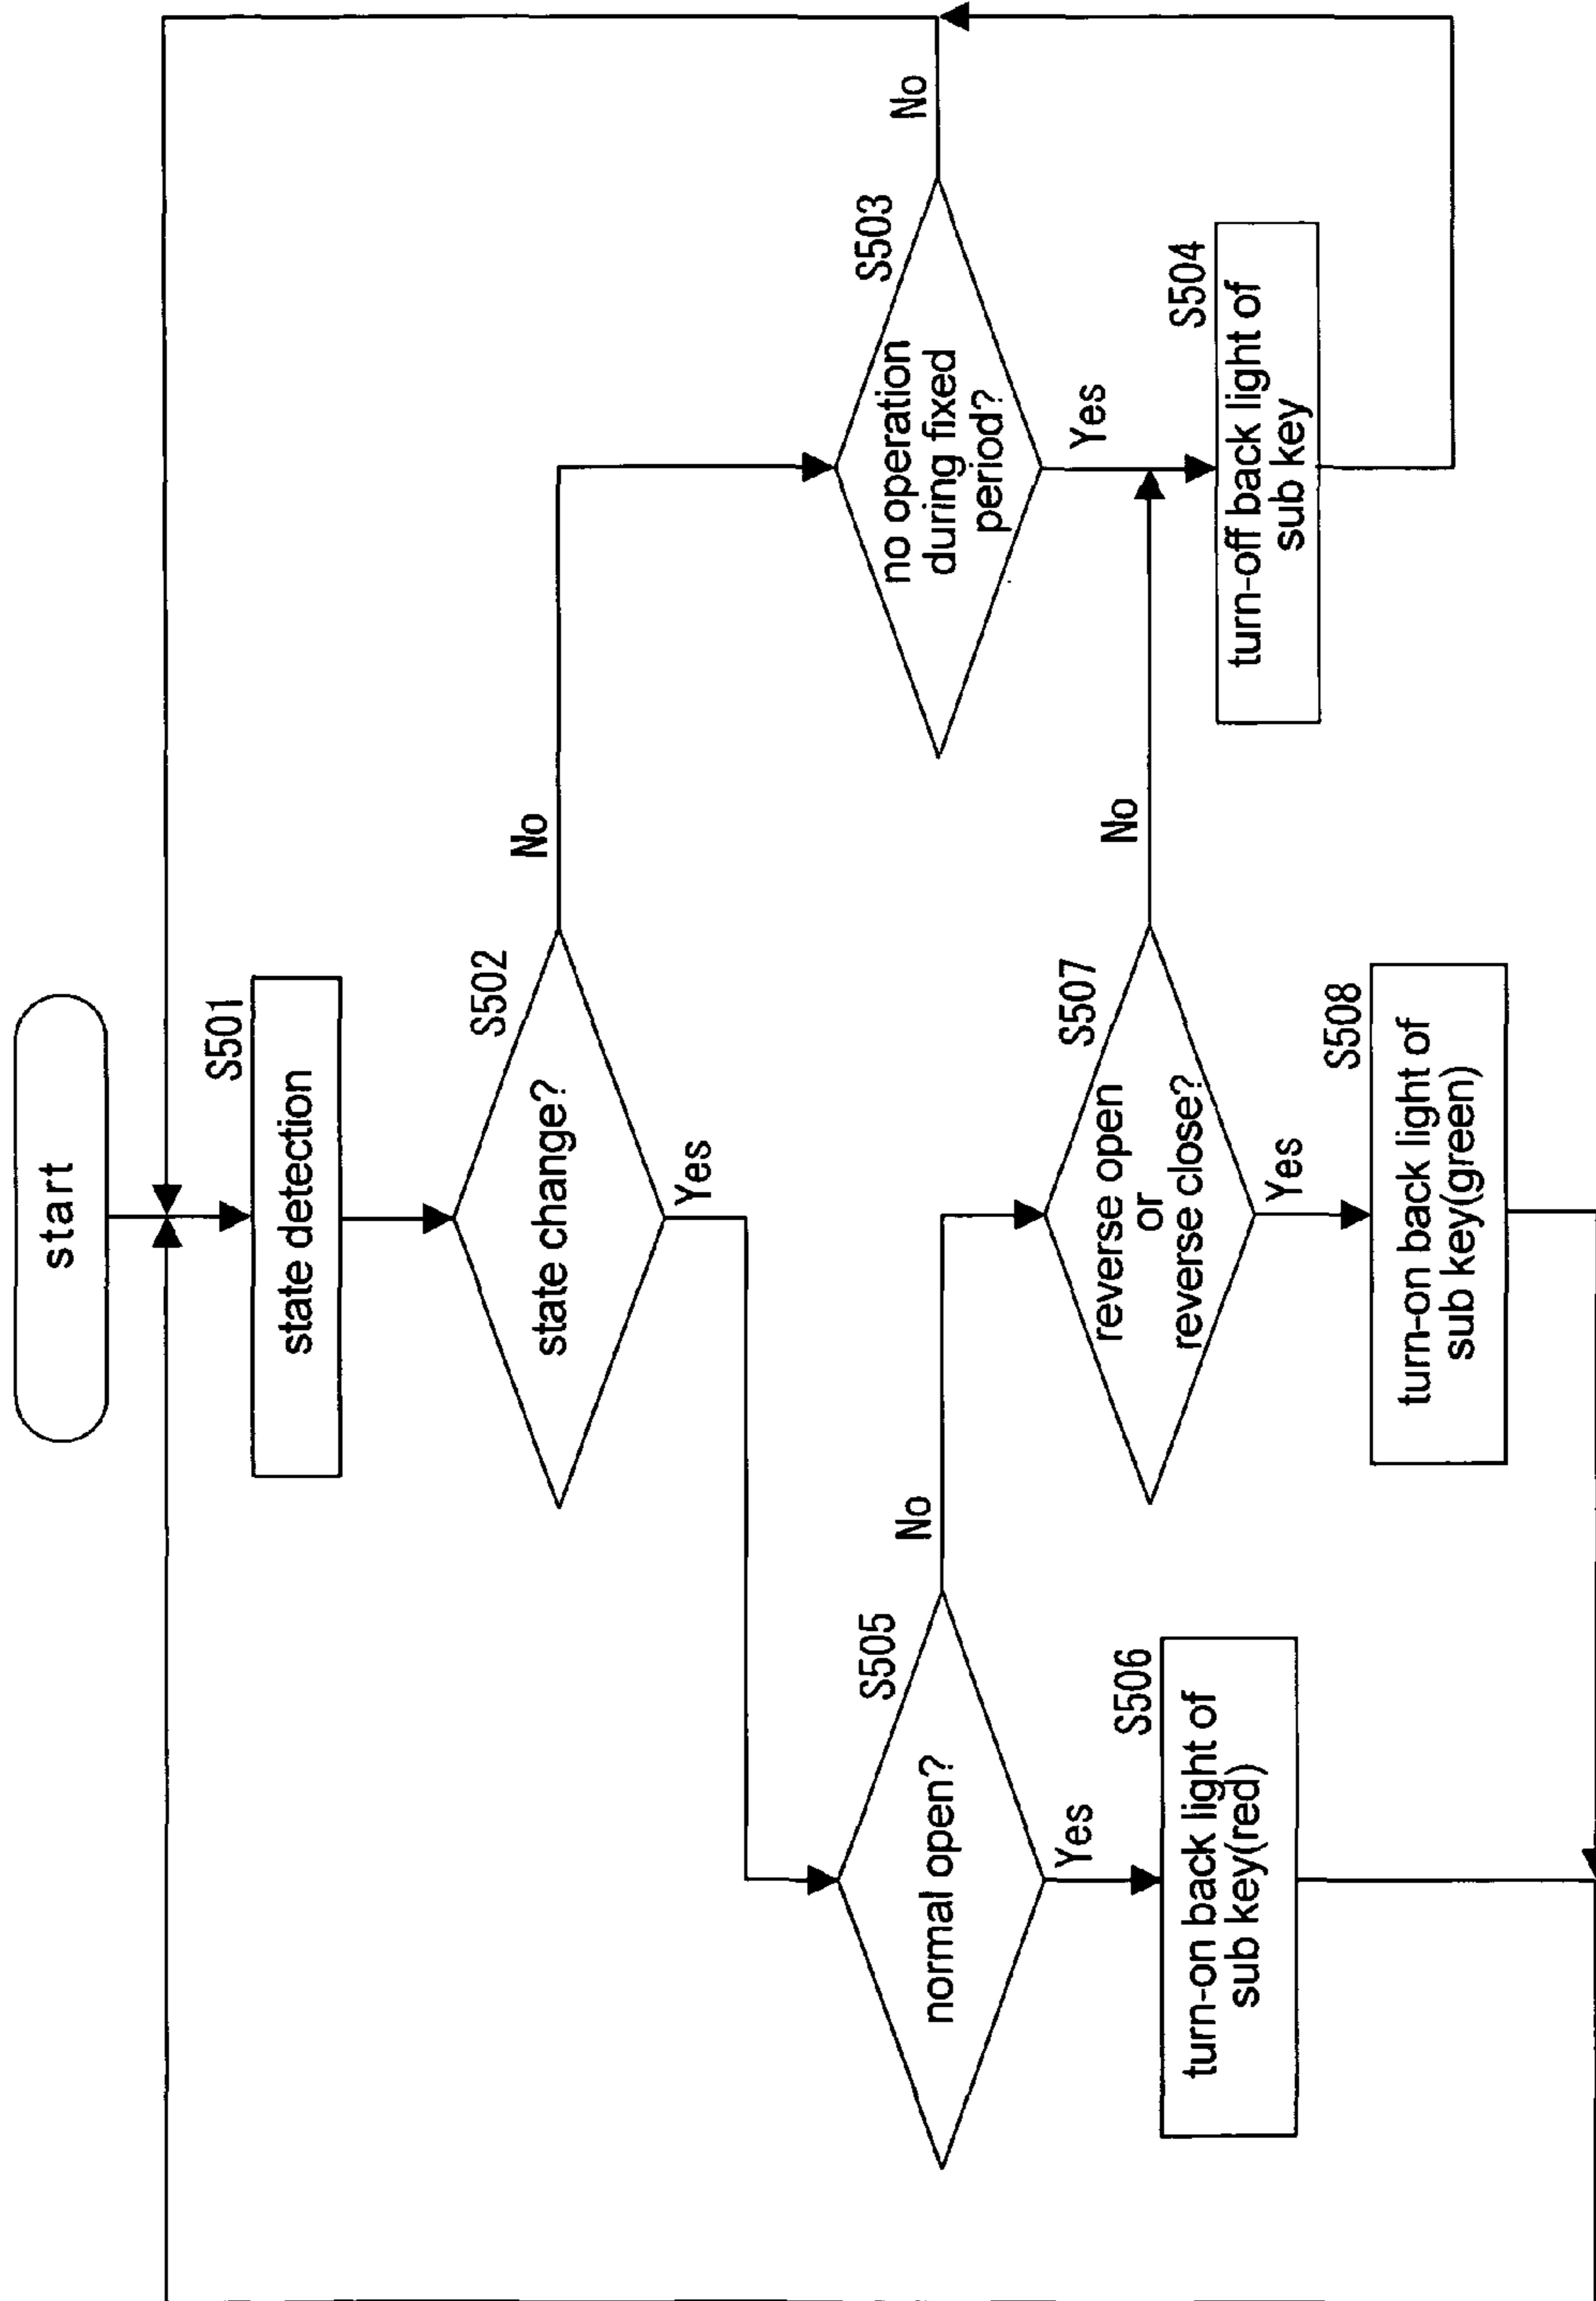 start
S501
state detection
S502
state change?
No
Yes
S503
no operation
during fixed
period?
No
Yes
S504
turn-off back light of
sub key
S505
normal open?
No
Yes
S506
turn-on back light of
sub key(red)
S507
reverse open
or
reverse close?
No
Yes
S508
turn-on back light of
sub key(green)